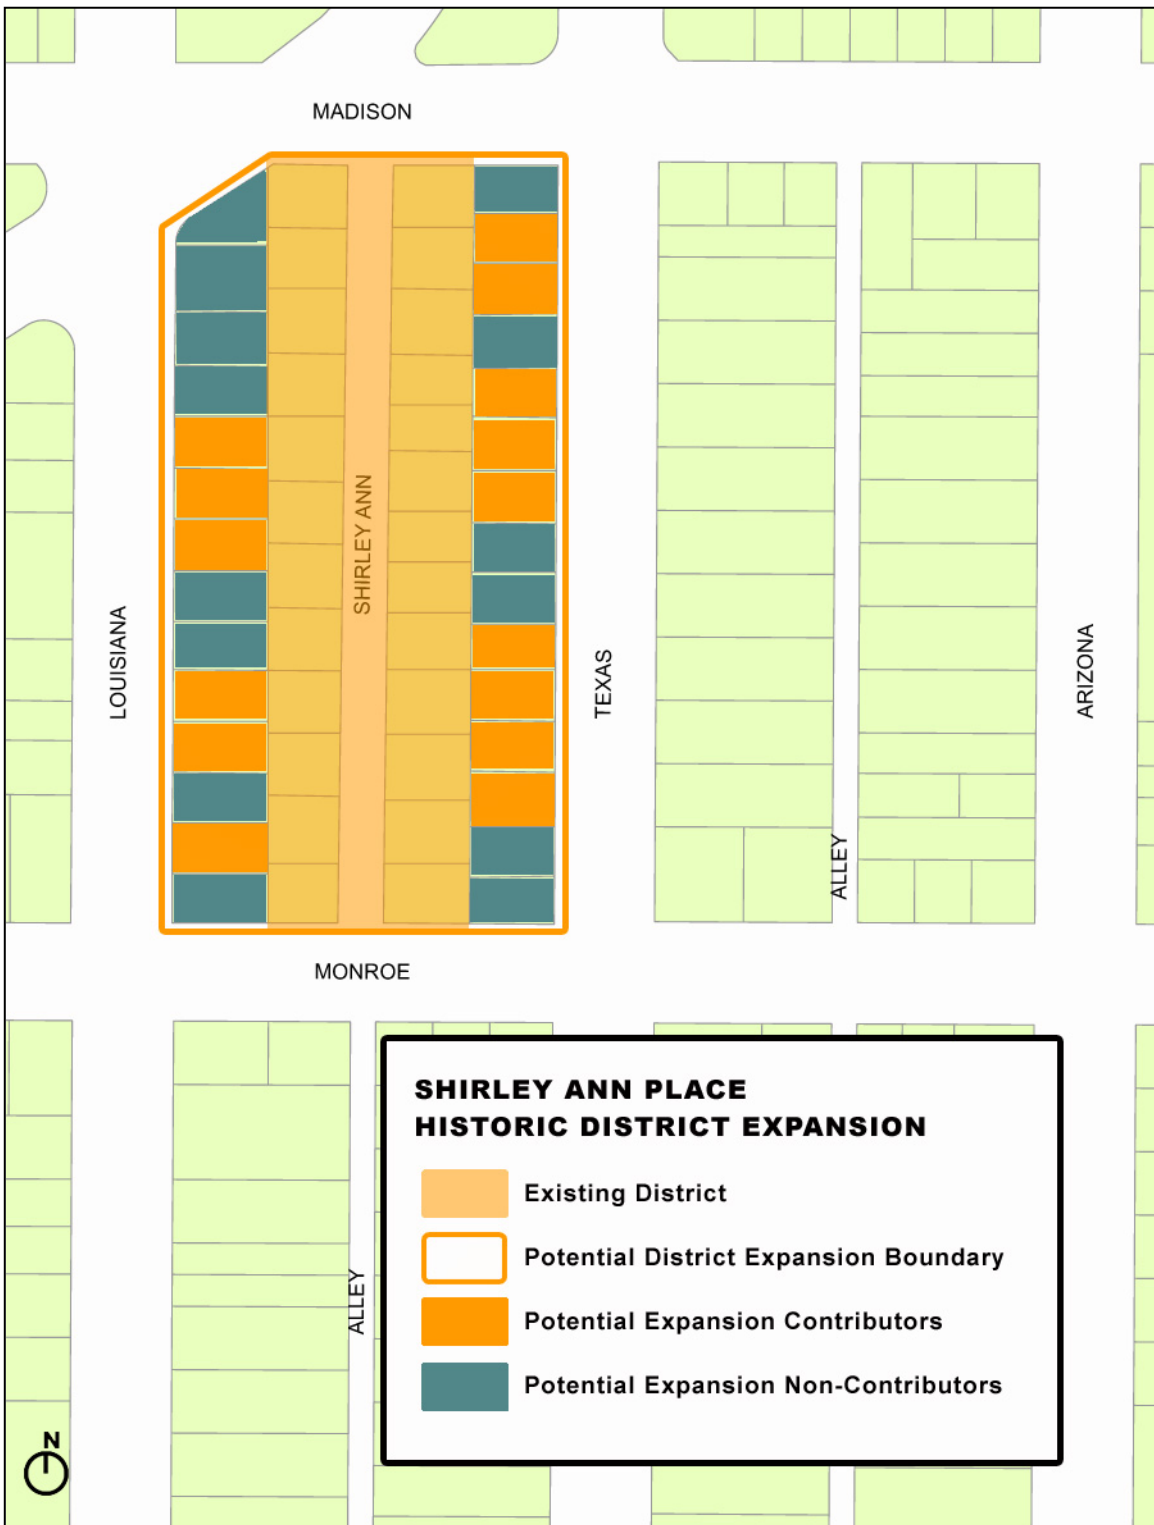 MADISON
SHIRLEY ANN
LOUISIANA
TEXAS
ARIZONA
ALLEY
MONROE
SHIRLEY ANN PLACE
HISTORIC DISTRICT EXPANSION
Existing District
Potential District Expansion Boundary
Potential Expansion Contributors
Potential Expansion Non-Contributors
ALLEY
N